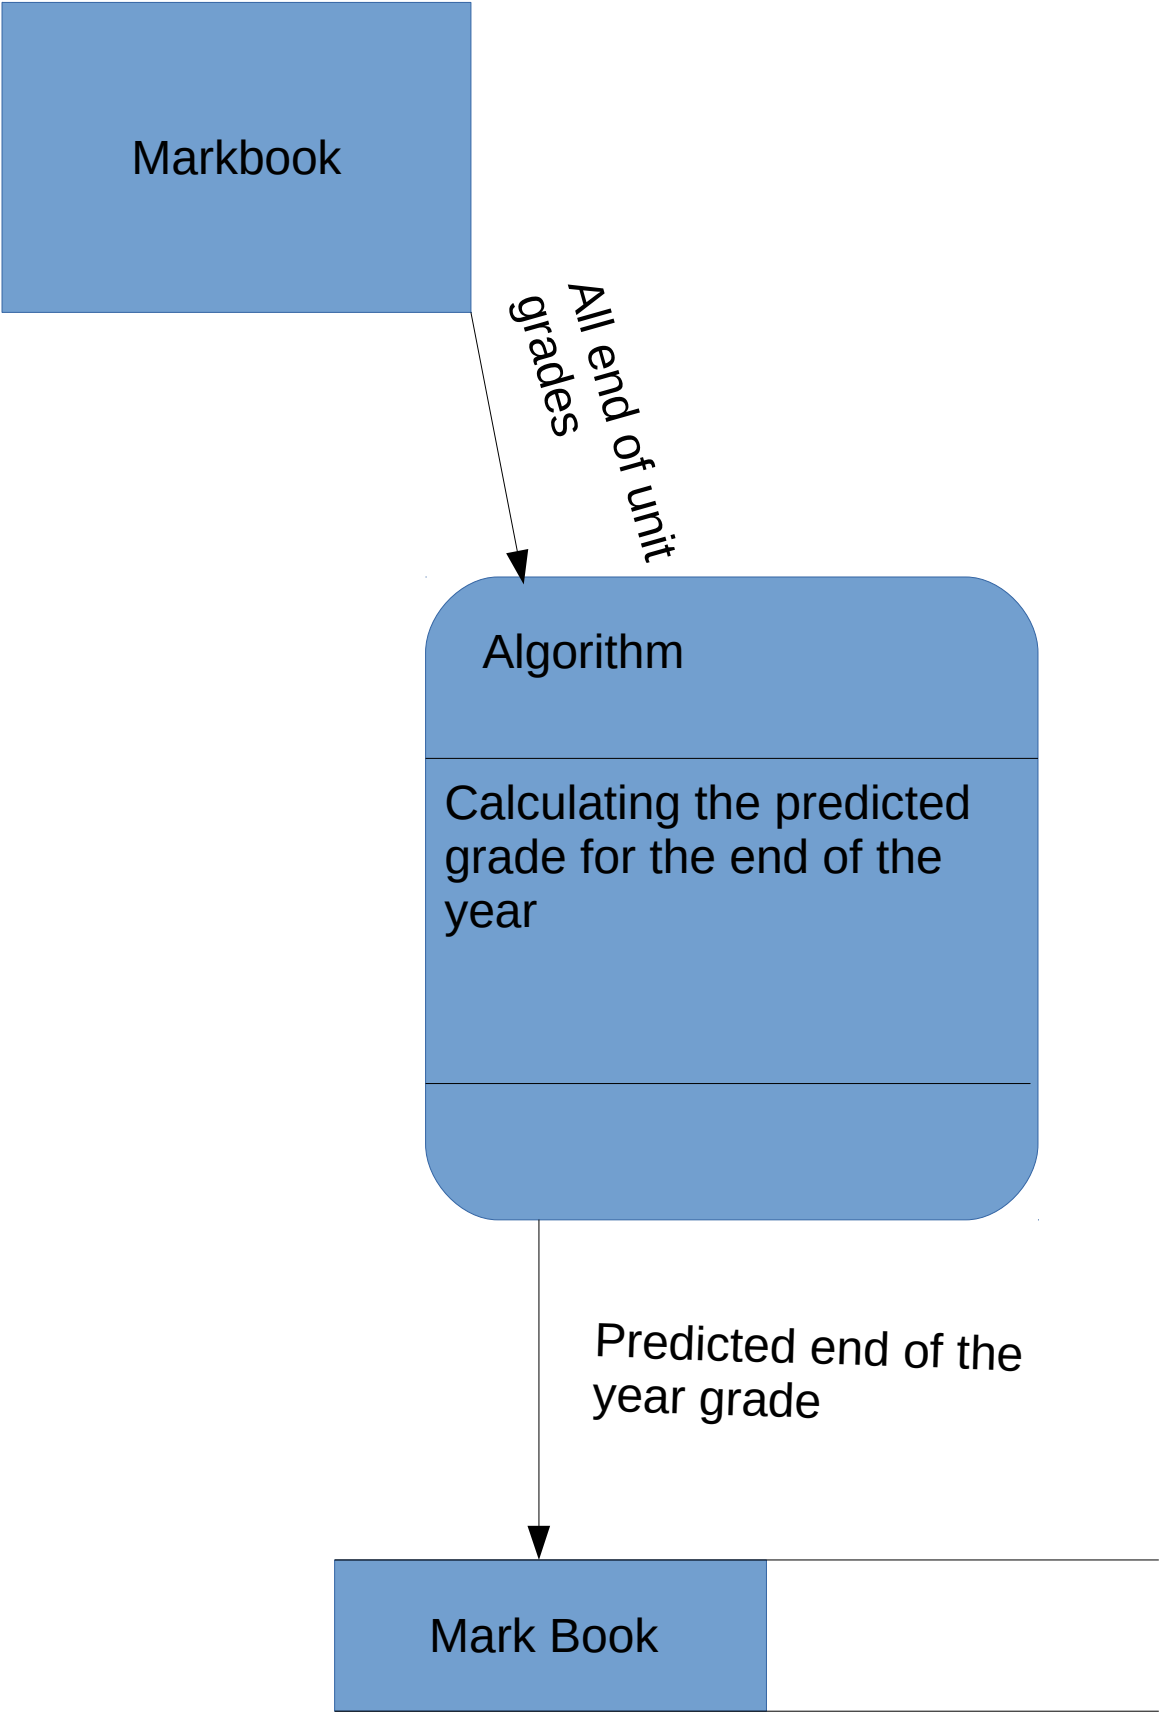 Markbook
All end of unit
grades
Algorithm
Calculating the predicted
grade for the end of the
year
Predicted end of the
year grade
Mark Book